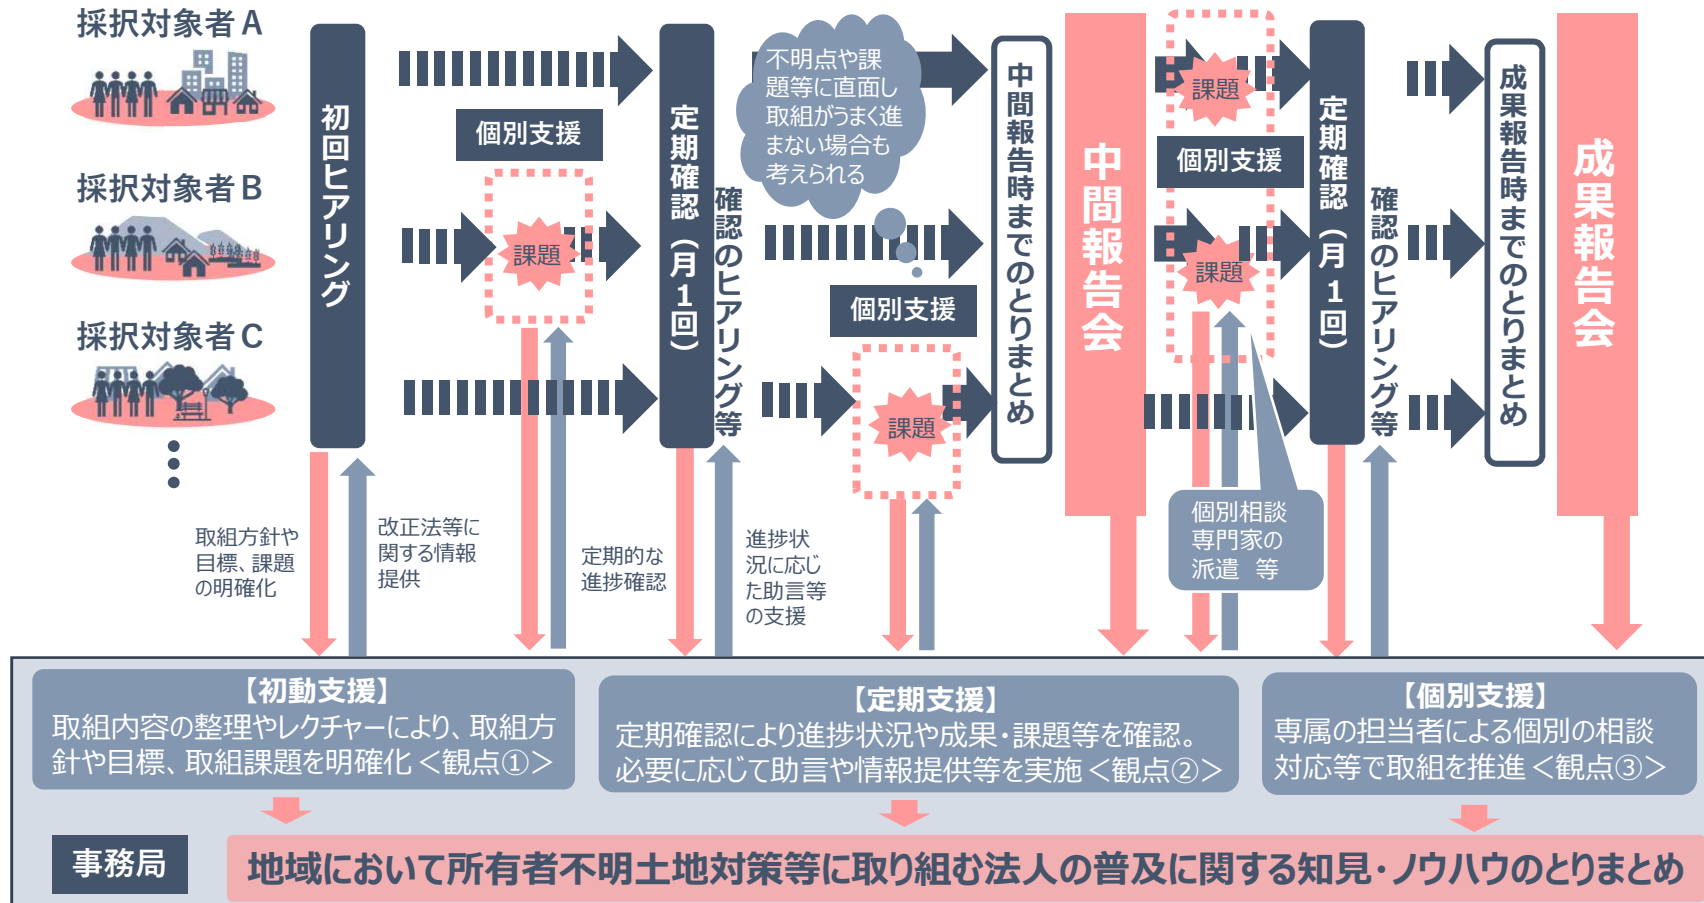 採択対象者A
採択対象者B
採択対象者C
初回ヒアリング
個別支援
課題
定期確認（月1回）
確認のヒアリング等
不明点や課
題等に直面し
取組がうまく進
まない場合も
考えられる
個別支援
課題
中間報告時までのとりまとめ
中間報告会
課題
個別支援
課題
定期確認（月1回）
確認のヒアリング等
成果報告時までのとりまとめ
成果報告会
取組方針や
目標、課題
の明確化
改正法等に
関する情報
提供
定期的な
進捗確認
進捗状
況に応じ
た助言等
の支援
個別相談
専門家の
派遣 等
【初動支援】
取組内容の整理やレクチャーにより、取組方
針や目標、取組課題を明確化＜観点①＞
【定期支援】
定期確認により進捗状況や成果・課題等を確認。
必要に応じて助言や情報提供等を実施＜観点②＞
【個別支援】
専属の担当者による個別の相談
対応等で取組を推進＜観点③＞
事務局
地域において所有者不明土地対策等に取り組む法人の普及に関する知見・ノウハウのとりまとめ